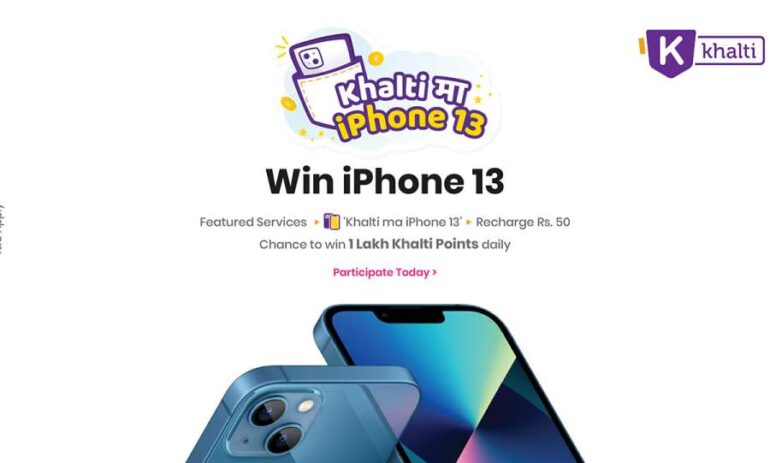 Khalti मा
iPhone 13
K khalti
Win iPhone 13
Featured Services ▸ 'Khalti ma iPhone 13' ▸ Recharge Rs. 50
Chance to win 1 Lakh Khalti Points daily
Participate Today >
Apply